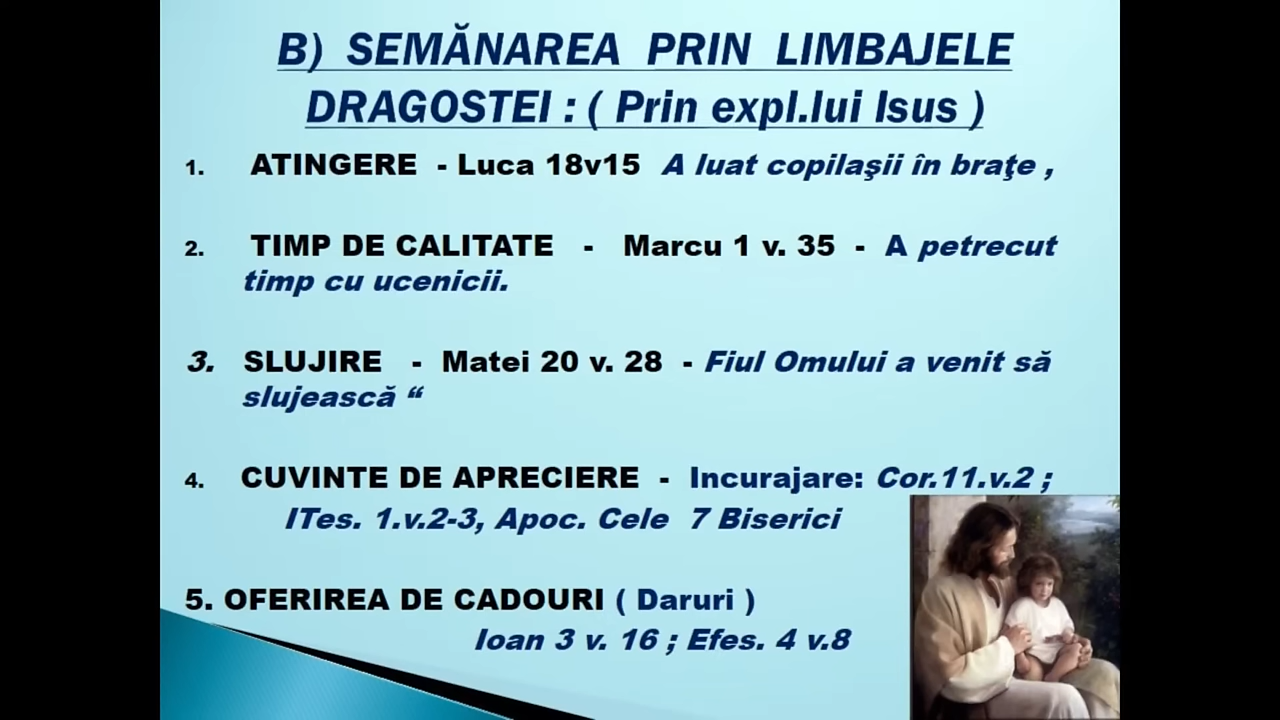 B) SEMĂNAREA PRIN LIMBAJELE
DRAGOSTEI : ( Prin expl.lui Isus )
1. ATINGERE - Luca 18v15 A luat copilaşii în braţe ,
2. TIMP DE CALITATE - Marcu 1 v. 35 - A petrecut
timp cu ucenicii.
3. SLUJIRE - Matei 20 v. 28 - Fiul Omului a venit să
slujească “
4. CUVINTE DE APRECIERE - Incurajare: Cor.11.v.2 ;
ITes. 1.v.2-3, Apoc. Cele 7 Biserici
5. OFERIREA DE CADOURI ( Daruri )
Ioan 3 v. 16 ; Efes. 4 v.8